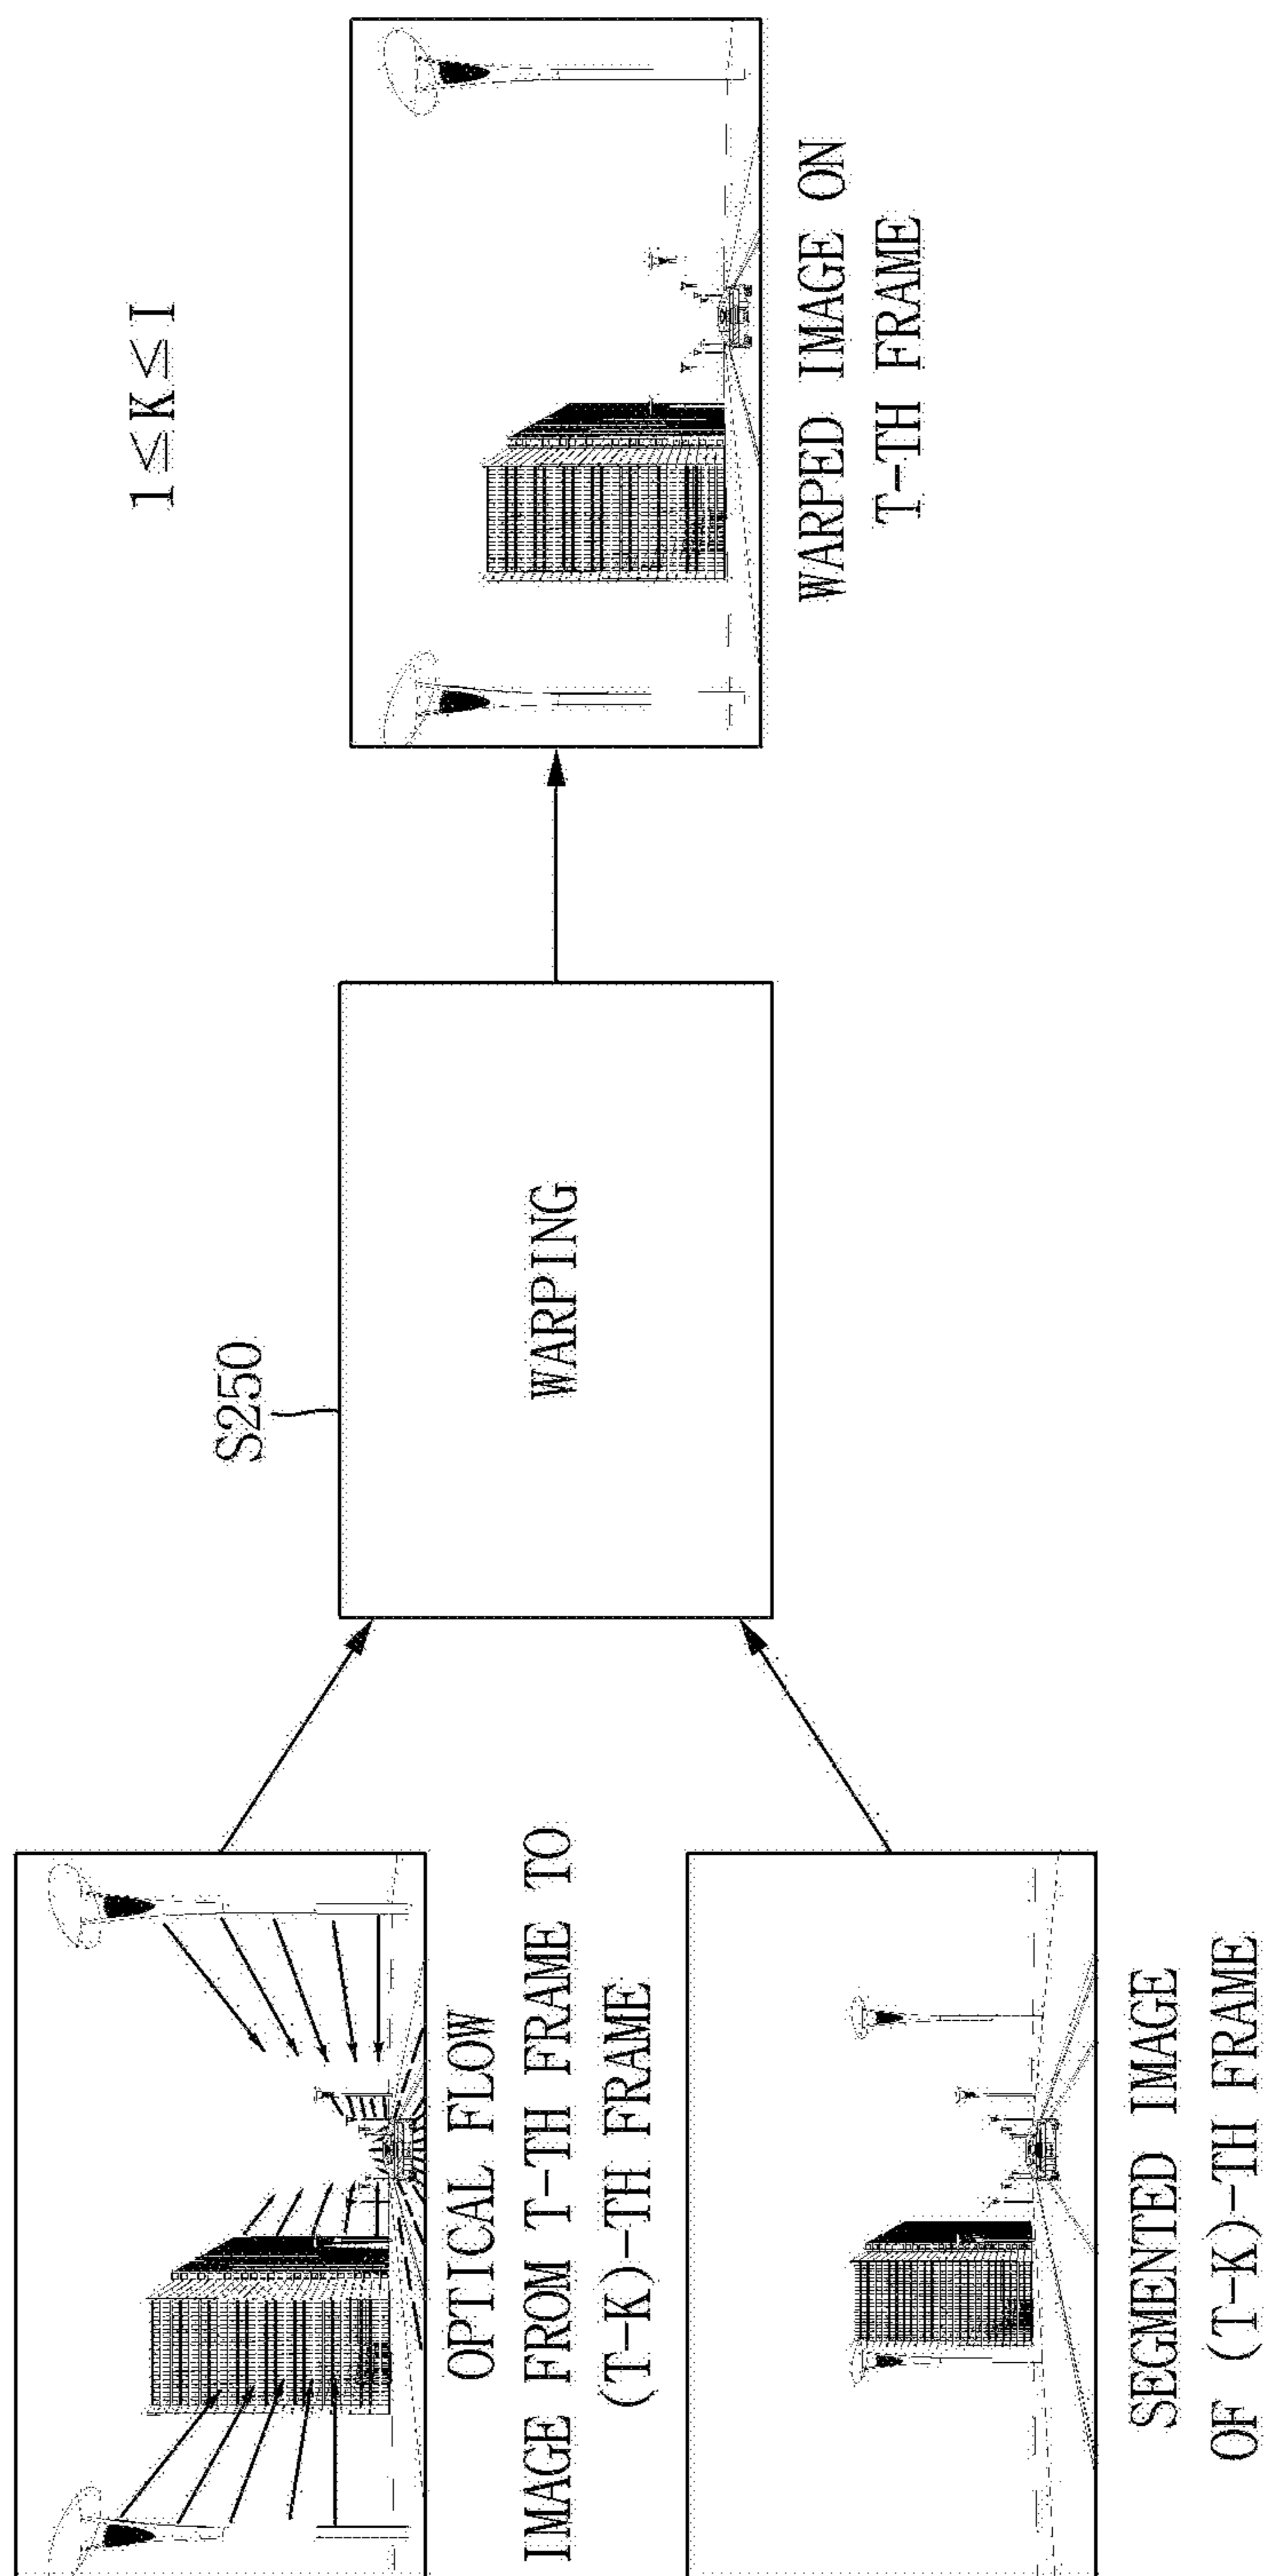 1≤K≤I
OPTICAL FLOW
IMAGE FROM T-TH FRAME TO
(T-K)-TH FRAME
SEGMENTED IMAGE
OF (T-K)-TH FRAME
S250
WARPING
WARPED IMAGE ON
T-TH FRAME